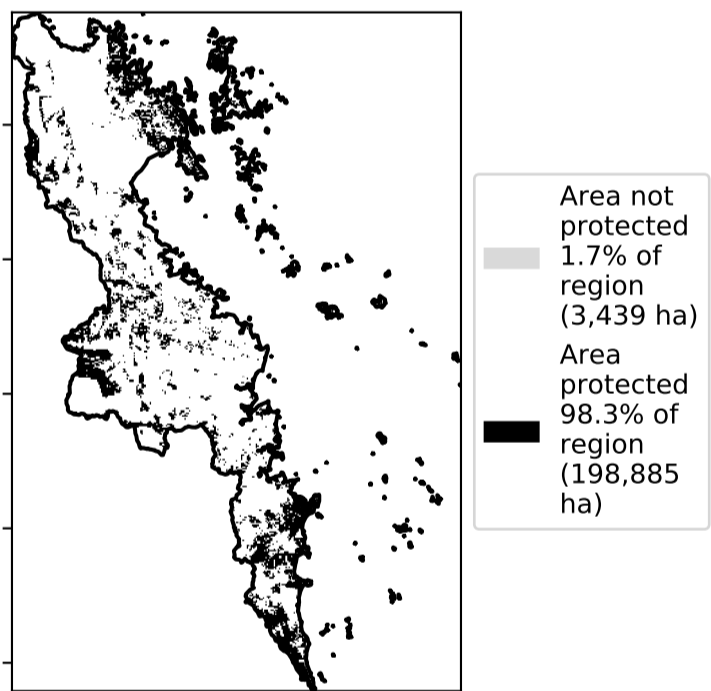 Area not
protected
1.7% of
region
(3,439 ha)
Area
protected
98.3% of
region
(198,885
ha)